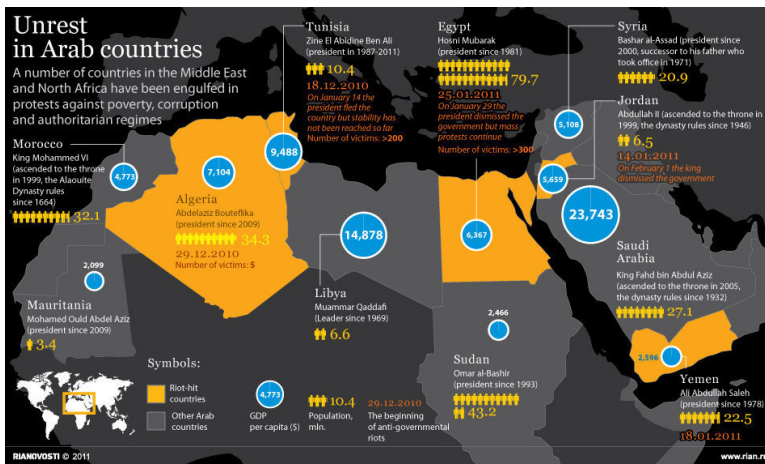 Unrest
in Arab countries
A number of countries in the Middle East
and North Africa have been engulfed in
protests against poverty, corruption
and authoritarian regimes
Tunisia
Zine El Abidine Ben Ali
(president in 1987-2011)
10.4
18.12.2010
On January 14 the
president fled the
country but stability has
not been reached so far
Number of victims: >200
9,488
Egypt
Hosni Mubarak
(president since 1981)
79.7
25.01.2011
On January 29 the
president dismissed the
government but mass
protests continue
Number of victims: >300
6,367
Syria
Bashar al-Assad (president since
2000, successor to his father who
took office in 1971)
20.9
5,108
Jordan
Abdullah II (ascended to the throne in
1999, the dynasty rules since 1946)
6.5
14.01.2011
On February 1 the king
dismissed the government
5,659
Morocco
King Mohammed VI
(ascended to the throne
in 1999, the Alaouite
Dynasty rules
since 1664)
32.1
4,773
7,104
Algeria
Abdelaziz Bouteflika
(president since 2009)
34.3
29.12.2010
Number of victims: 5
14,878
Libya
Muammar Qaddafi
(Leader since 1969)
6.6
23,743
Saudi
Arabia
King Fahd bin Abdul Aziz
(ascended to the throne in 2005,
the dynasty rules since 1932)
27.1
2,099
Mauritania
Mohamed Ould Abdel Aziz
(president since 2009)
3.4
2,466
Sudan
Omar al-Bashir
(president since 1993)
43.2
2,596
Yemen
Ali Abdullah Saleh
(president since 1978)
22.5
18.01.2011
Symbols:
Riot-hit
countries
Other Arab
countries
4,773
GDP
per capita ($)
10.4
Population,
mln.
29.12.2010
The beginning
of anti-governmental
riots
RIANOVOSTI © 2011
www.rian.r